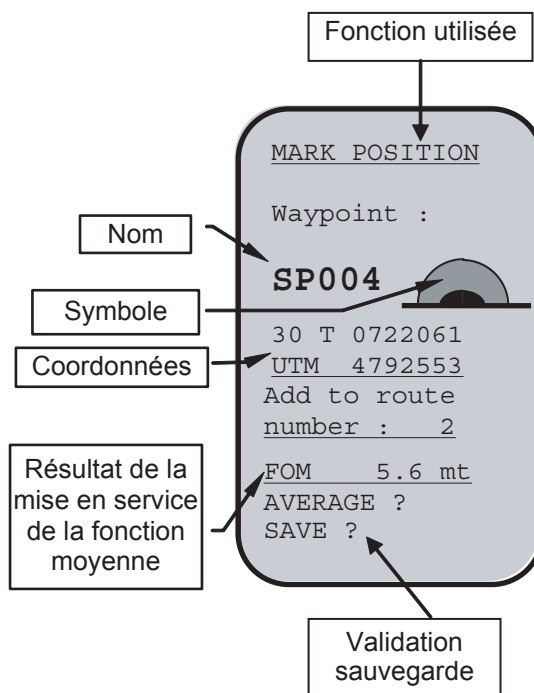 Fonction utilisée
MARK POSITION
Waypoint :
Nom
SP004
Symbole
30 T 0722061
Coordonnées
UTM 4792553
Add to route
number : 2
Résultat de la
mise en service
de la fonction
moyenne
FOM 5.6 mt
AVERAGE ?
SAVE ?
Validation
sauvegarde